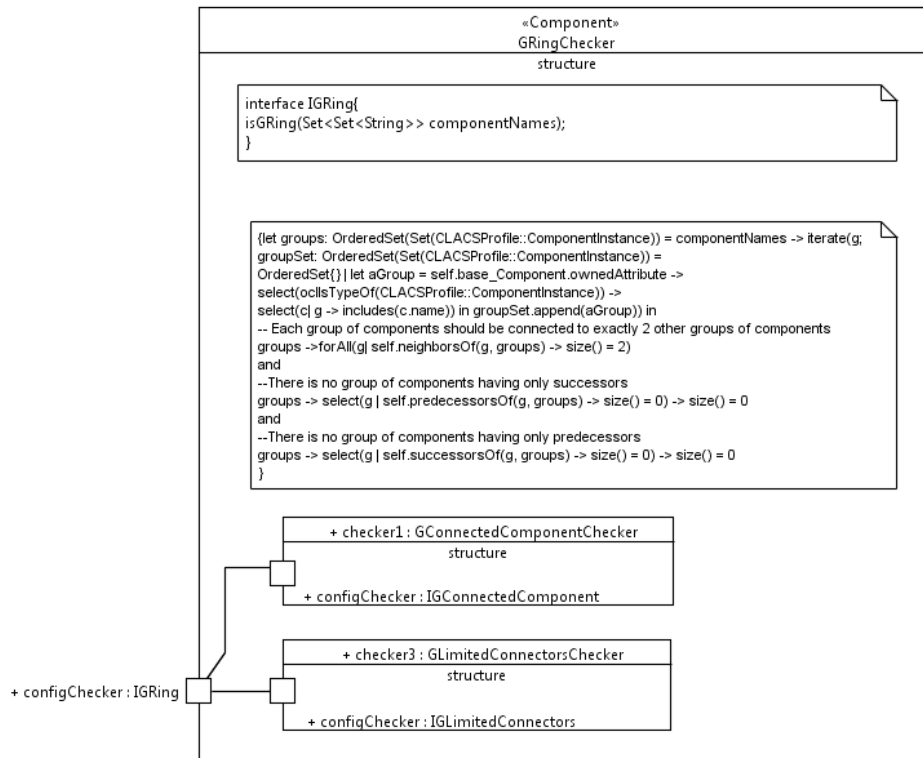 «Component»
GRingChecker
structure
interface IGRing{
isGRing(Set<Set<String>> componentNames);
}
{let groups: OrderedSet(Set(CLACSProfile::ComponentInstance)) = componentNames -> iterate(g;
groupSet: OrderedSet(Set(CLACSProfile::ComponentInstance)) =
OrderedSet{} | let aGroup = self.base_Component.ownedAttribute ->
select(oclIsTypeOf(CLACSProfile::ComponentInstance)) ->
select(c| g -> includes(c.name)) in groupSet.append(aGroup)) in
-- Each group of components should be connected to exactly 2 other groups of components
groups ->forAll(g| self.neighborsOf(g, groups) -> size() = 2)
and
--There is no group of components having only successors
groups -> select(g | self.predecessorsOf(g, groups) -> size() = 0) -> size() = 0
and
--There is no group of components having only predecessors
groups -> select(g | self.successorsOf(g, groups) -> size() = 0) -> size() = 0
}
+ checker1 : GConnectedComponentChecker
structure
+ configChecker : IGConnectedComponent
+ checker3 : GLimitedConnectorsChecker
structure
+ configChecker : IGRing
+ configChecker : IGLimitedConnectors